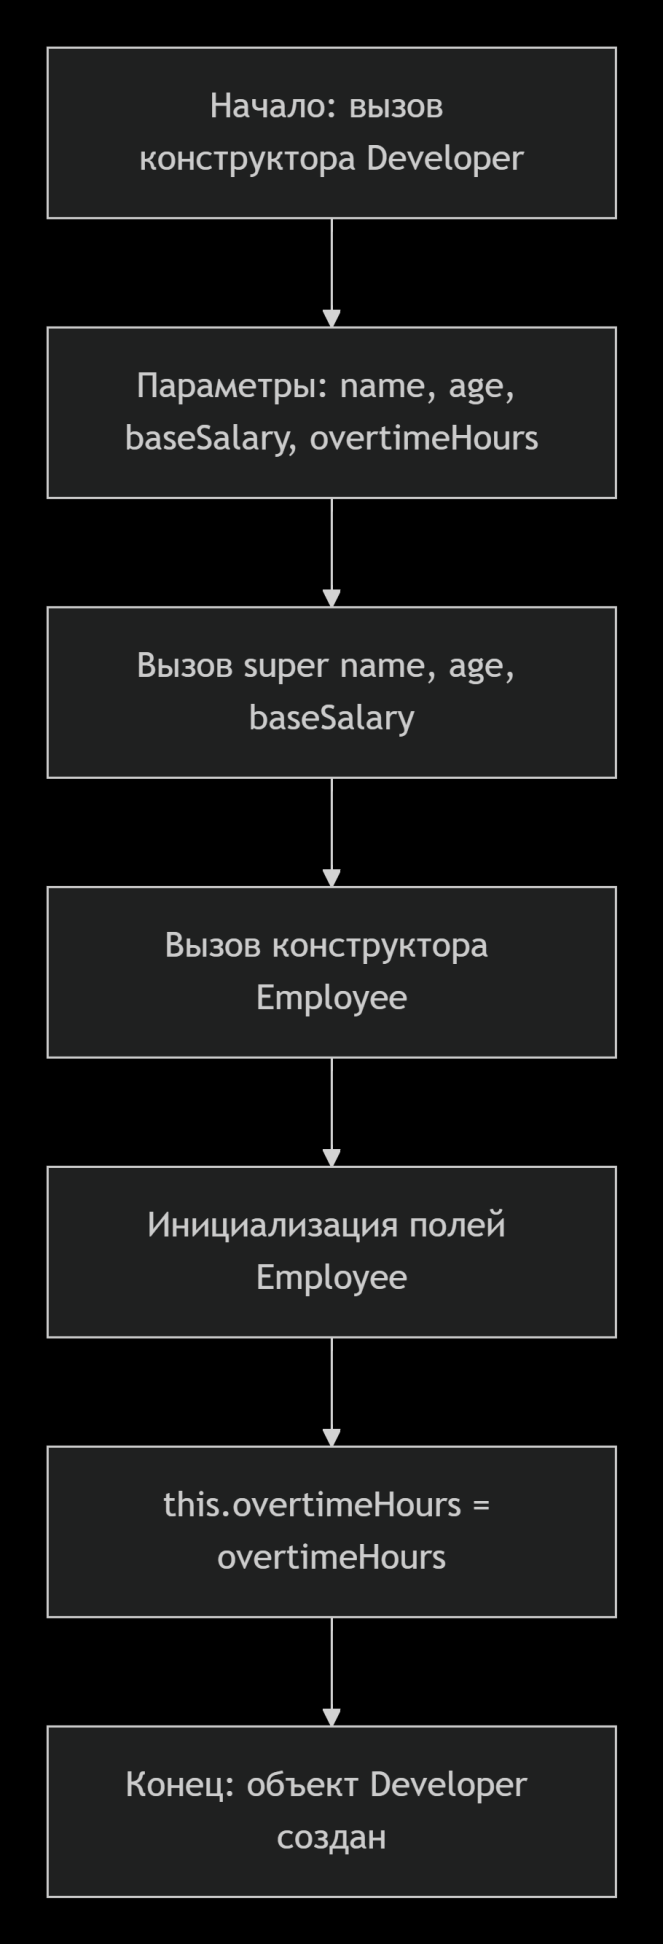 Начало: вызов
конструктора Developer
Параметры: name, age,
baseSalary, overtimeHours
Вызов super name, age,
baseSalary
Вызов конструктора
Employee
Инициализация полей
Employee
this.overtimeHours =
overtimeHours
Конец: объект Developer
создан